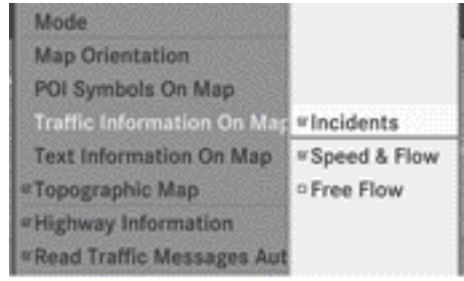 Mode
Map Orientation
POI Symbols On Map
Traffic Information On Map
Incidents
Text Information On Map
Speed & Flow
Topographic Map
Free Flow
Highway Information
Read Traffic Messages Aut